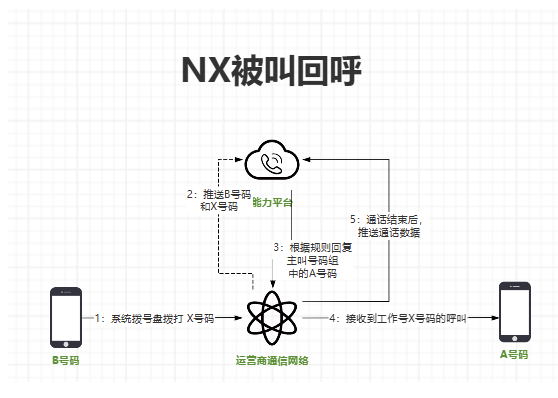 NX被叫回呼
2：推送B号码
和X号码
能力平台
5：通话结束后，
推送通话数据
3：根据规则回复
主叫号码组
中的A号码
1：系统拨号盘拨打 X号码
4：接收到工作号X号码的呼叫
B号码
运营商通信网络
A号码